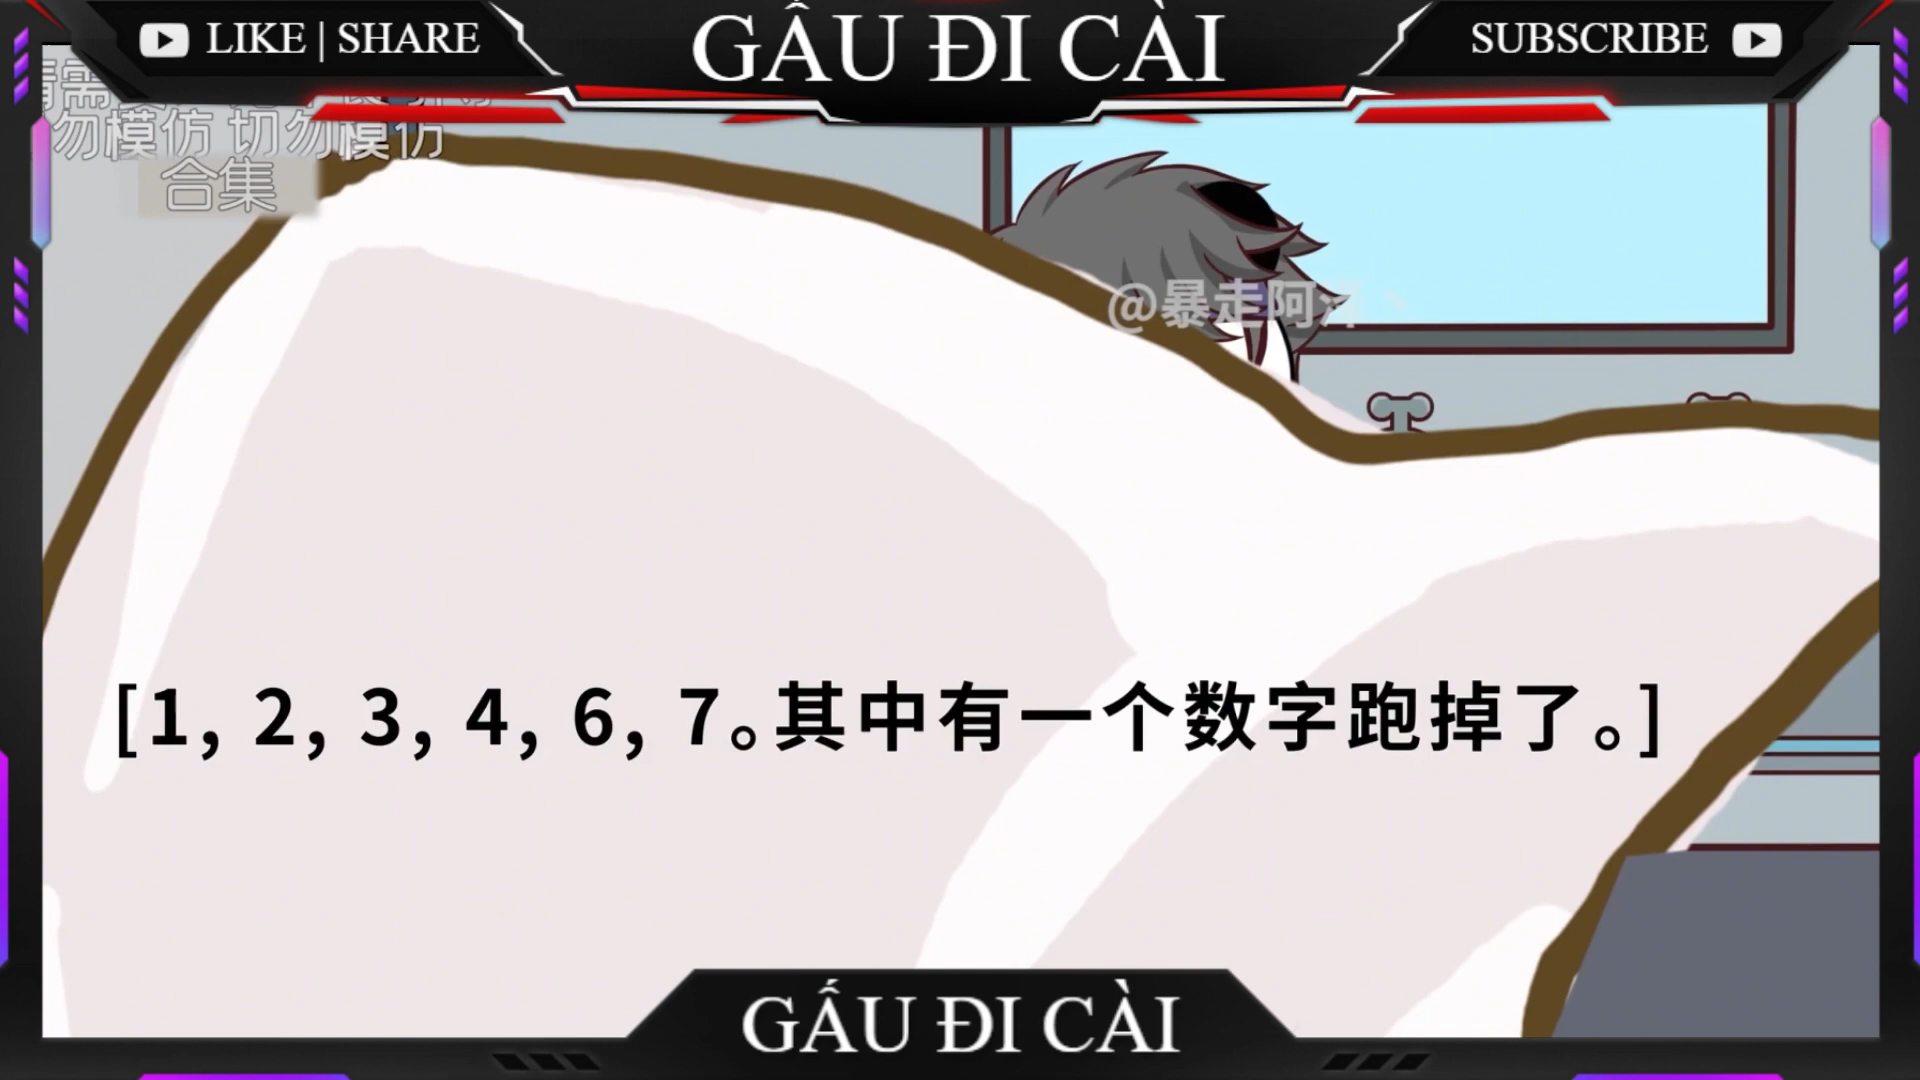 LIKE | SHARE
GẤU ĐI CÀI
SUBSCRIBE
勿模仿 切勿模仿
合集
@暴走阿
[1, 2, 3, 4, 6, 7。其中有一个数字跑掉了。]
GẤU ĐI CÀI